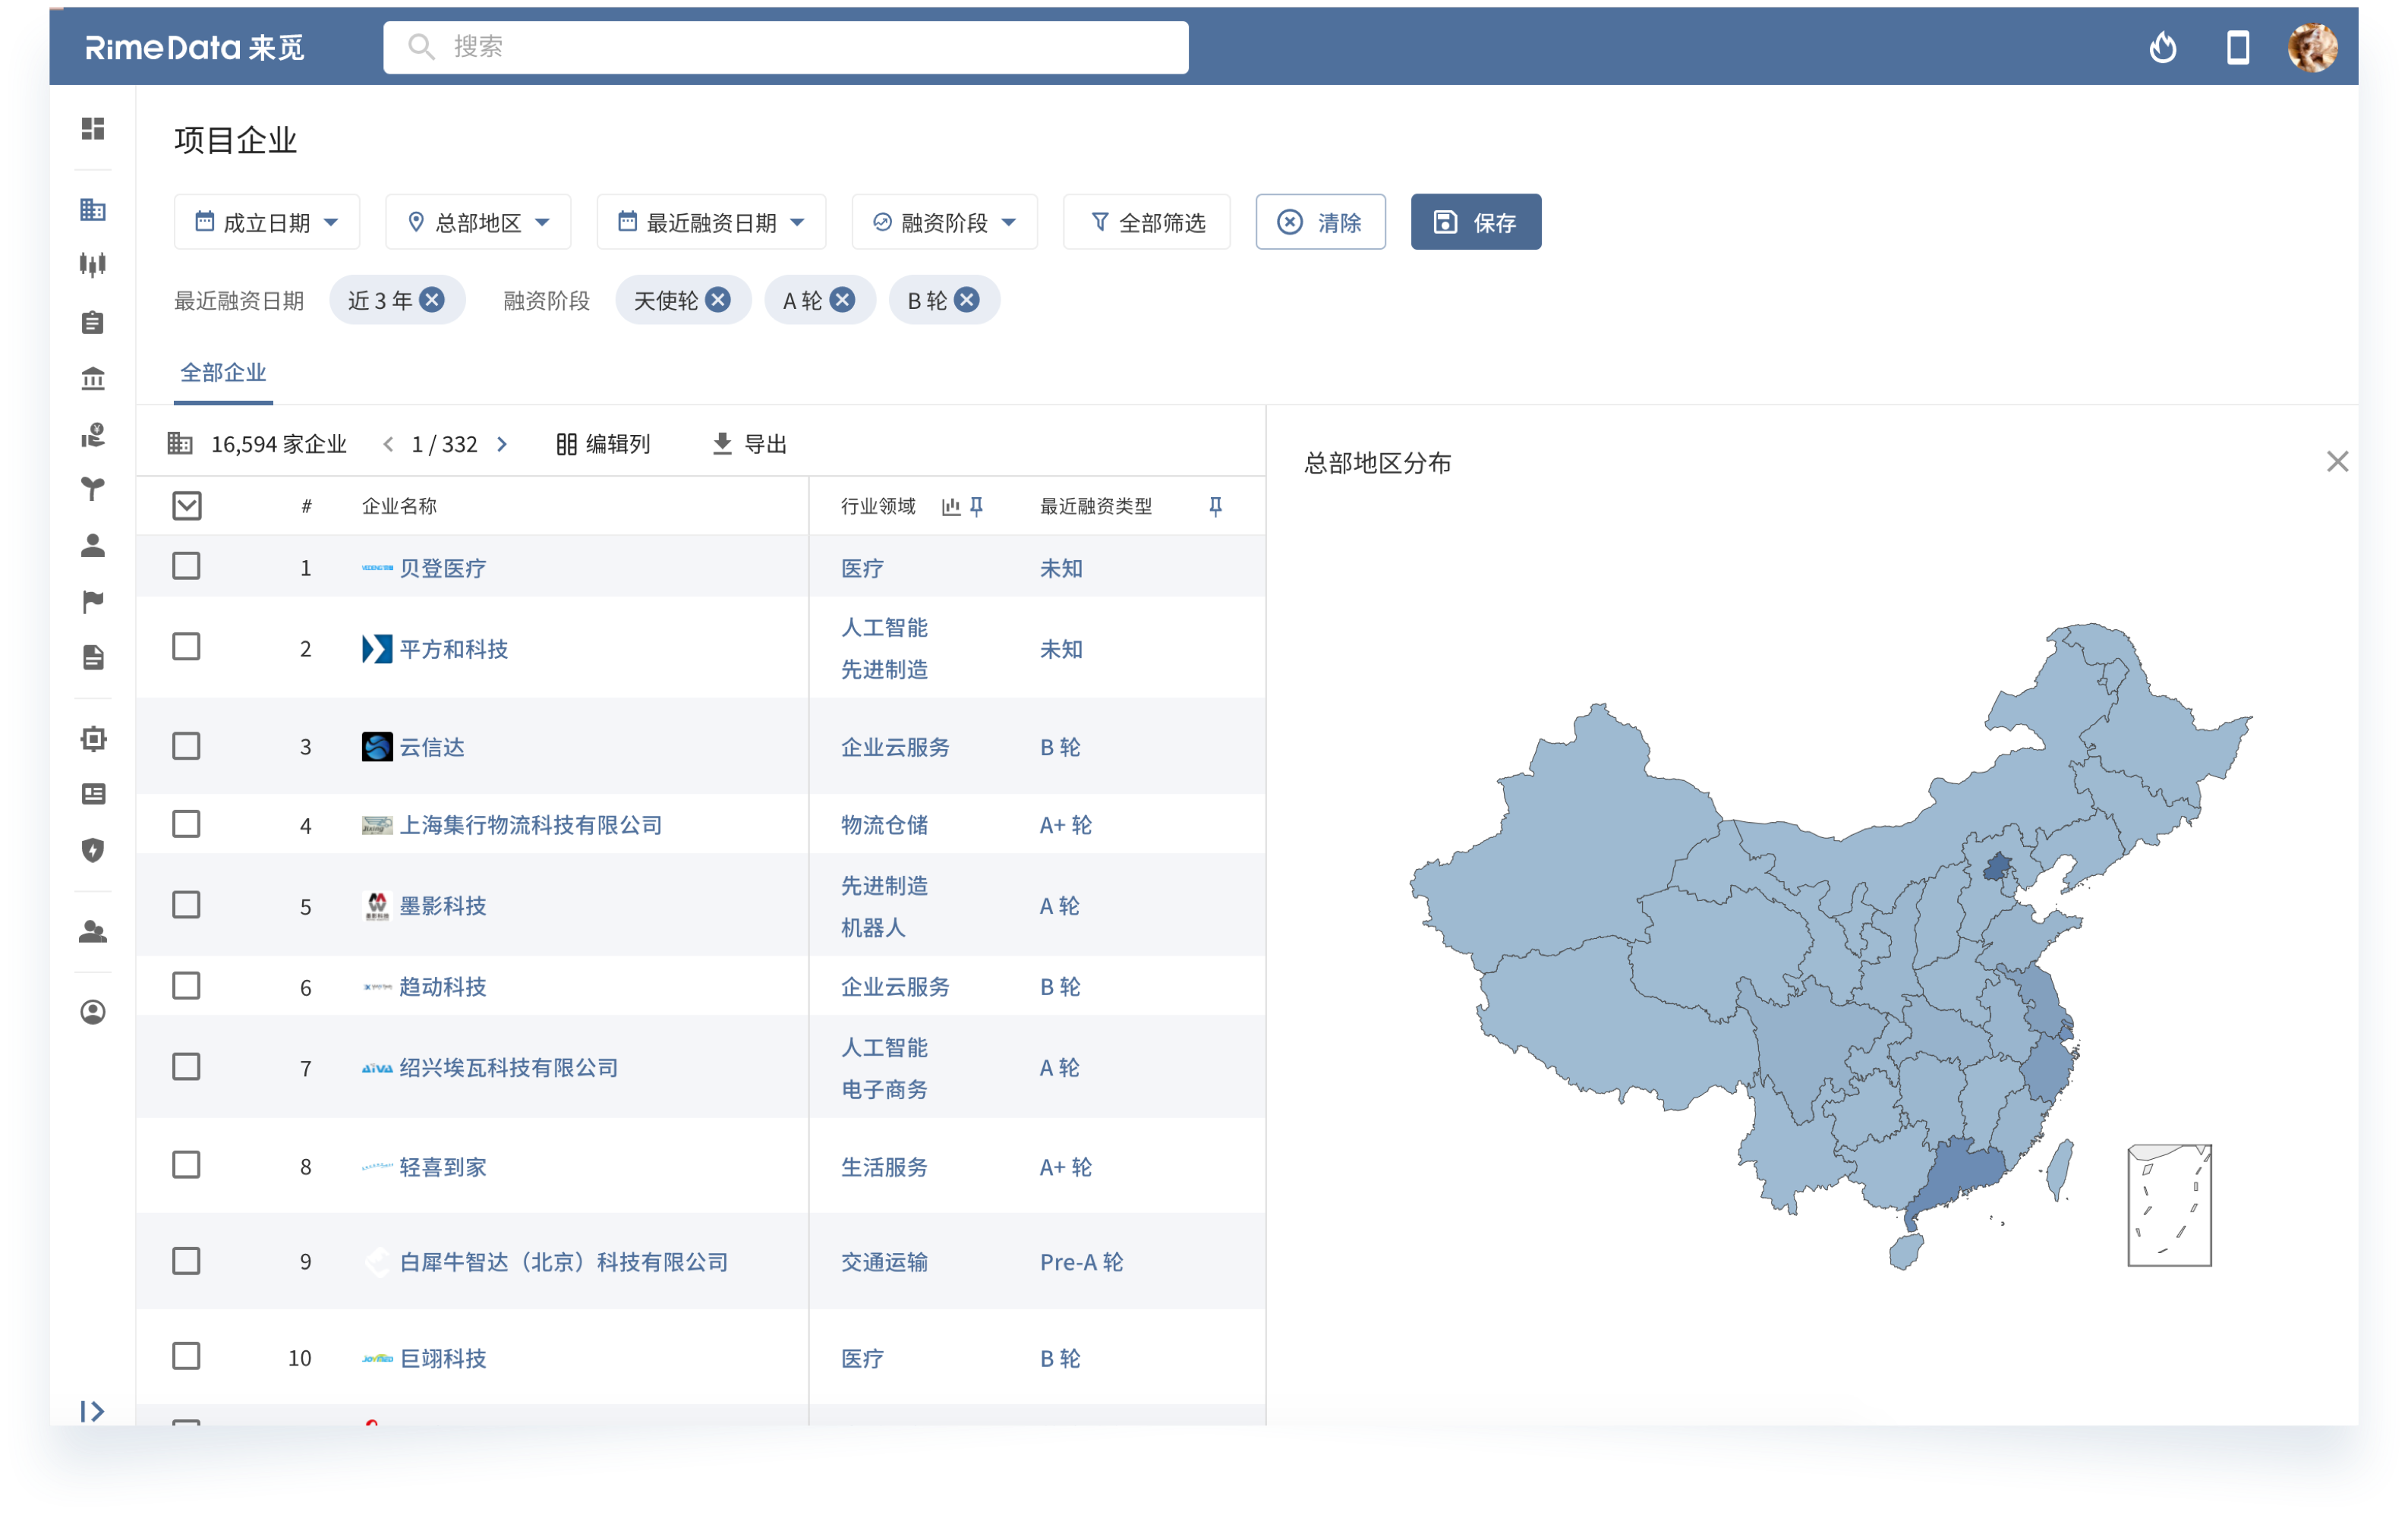 RimeData 来觅
搜索
项目企业
成立日期 总部地区 最近融资日期 融资阶段 全部筛选 清除 保存
最近融资日期 近 3 年 融资阶段 天使轮 A 轮 B 轮
全部企业
16,594 家企业 1 / 332 编辑列 导出
总部地区分布
# 企业名称 行业领域 最近融资类型
1 贝登医疗 医疗 未知
2 平方和科技 人工智能 先进制造 未知
3 云信达 企业云服务 B 轮
4 上海集行物流科技有限公司 物流仓储 A+ 轮
5 墨影科技 先进制造 机器人 A 轮
6 趋动科技 企业云服务 B 轮
7 AIVA 绍兴埃瓦科技有限公司 人工智能 电子商务 A 轮
8 轻喜到家 生活服务 A+ 轮
9 白犀牛智达（北京）科技有限公司 交通运输 Pre-A 轮
10 巨翊科技 医疗 B 轮